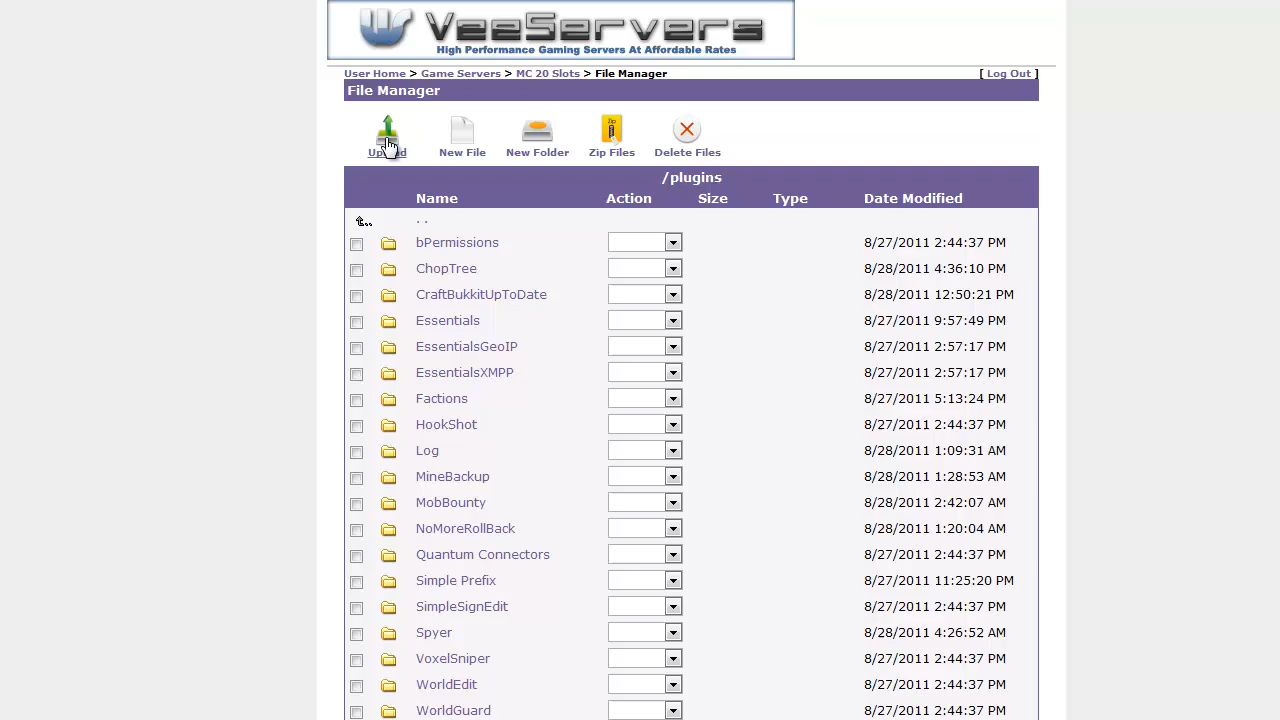 VeeServers
High Performance Gaming Servers At Affordable Rates
User Home > Game Servers > MC 20 Slots > File Manager [ Log Out ]
File Manager
Upload New File New Folder Zip Files Delete Files
/plugins
Name Action Size Type Date Modified
. .
bPermissions 8/27/2011 2:44:37 PM
ChopTree 8/28/2011 4:36:10 PM
CraftBukkitUpToDate 8/28/2011 12:50:21 PM
Essentials 8/27/2011 9:57:49 PM
EssentialsGeoIP 8/27/2011 2:57:17 PM
EssentialsXMPP 8/27/2011 2:57:17 PM
Factions 8/27/2011 5:13:24 PM
HookShot 8/27/2011 2:44:37 PM
Log 8/28/2011 1:09:31 AM
MineBackup 8/28/2011 1:28:53 AM
MobBounty 8/28/2011 2:42:07 AM
NoMoreRollBack 8/28/2011 1:20:04 AM
Quantum Connectors 8/27/2011 2:44:37 PM
Simple Prefix 8/27/2011 11:25:20 PM
SimpleSignEdit 8/27/2011 2:44:37 PM
Spyer 8/28/2011 4:26:52 AM
VoxelSniper 8/27/2011 2:44:37 PM
WorldEdit 8/27/2011 2:44:37 PM
WorldGuard 8/27/2011 2:44:37 PM